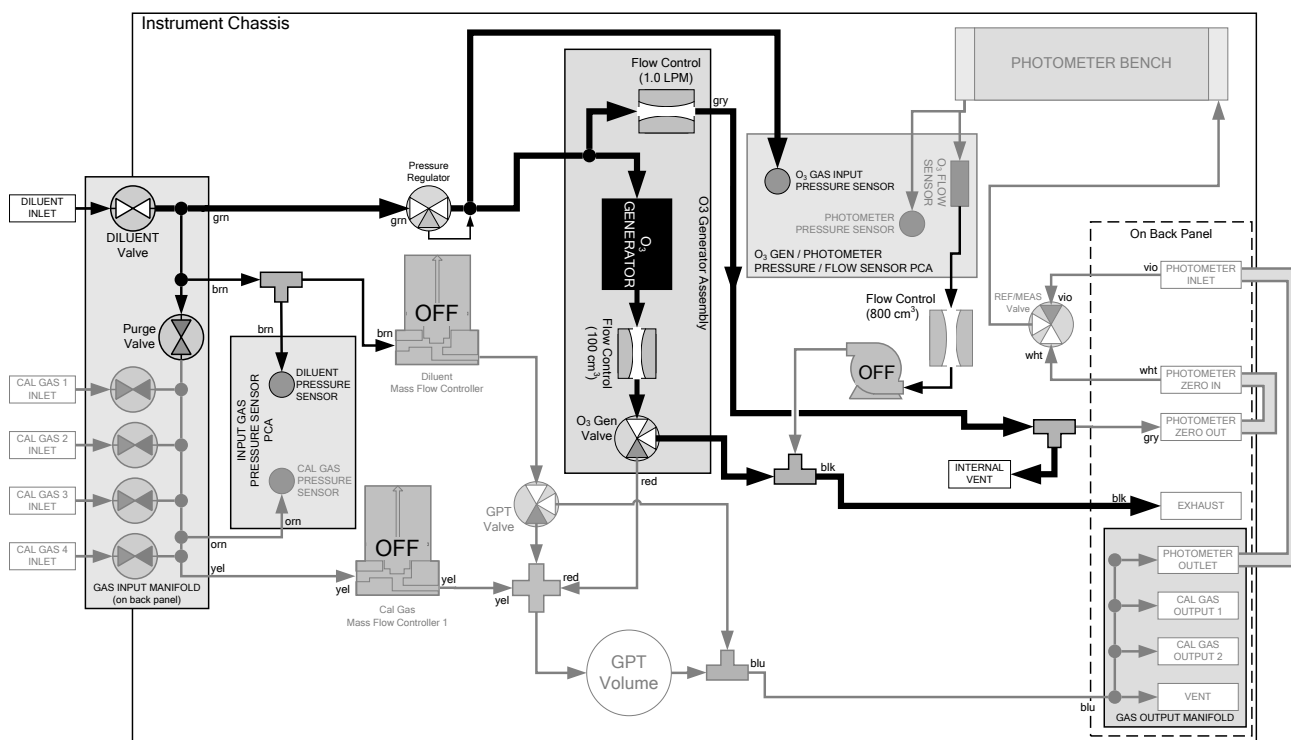 Instrument Chassis
Flow Control
(1.0 LPM)
gry
PHOTOMETER BENCH
Pressure
Regulator
O3 GAS INPUT
PRESSURE SENSOR
O3 FLOW
SENSOR
PHOTOMETER
PRESSURE SENSOR
O3 GEN / PHOTOMETER
PRESSURE / FLOW SENSOR PCA
DILUENT
INLET
grn
grn
DILUENT
Valve
O3
GENERATOR
O3 Generator Assembly
On Back Panel
vio
PHOTOMETER
INLET
REF/MEAS
Valve
vio
wht
wht
PHOTOMETER
ZERO IN
gry
PHOTOMETER
ZERO OUT
brn
brn
brn
OFF
Diluent
Mass Flow Controller
Purge
Valve
DILUENT PRESSURE
SENSOR
INPUT GAS
PRESSURE SENSOR
PCA
CAL GAS
PRESSURE
SENSOR
Flow Control
(100 cm3)
Flow Control
(800 cm3)
OFF
O3 Gen
Valve
red
blk
INTERNAL
VENT
blk
EXHAUST
CAL GAS 1
INLET
CAL GAS 2
INLET
CAL GAS 3
INLET
CAL GAS 4
INLET
orn
orn
yel
GAS INPUT MANIFOLD
(on back panel)
OFF
yel
yel
Cal Gas
Mass Flow Controller 1
GPT
Valve
yel
red
GPT
Volume
blu
blu
PHOTOMETER
OUTLET
CAL GAS
OUTPUT 1
CAL GAS
OUTPUT 2
VENT
GAS OUTPUT MANIFOLD